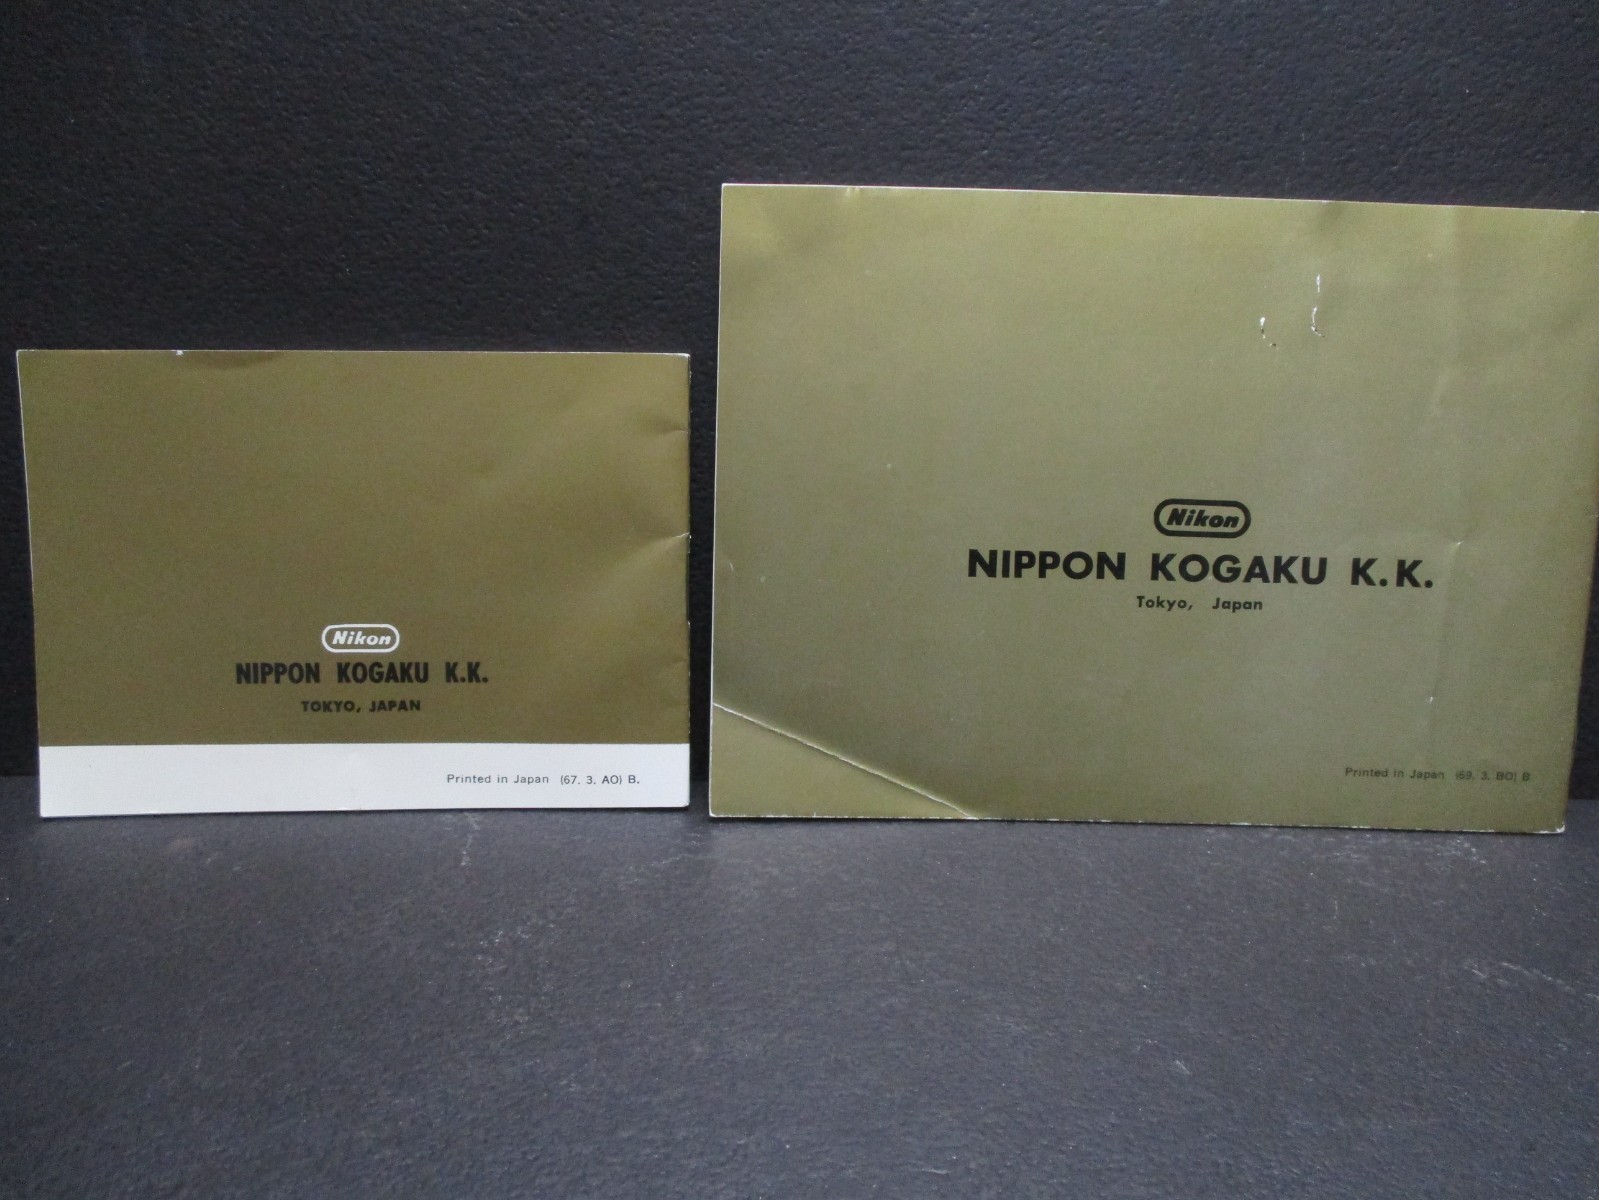 Nikon
NIPPON KOGAKU K.K.
TOKYO, JAPAN
Printed in Japan (67. 3. AO) B.
Nikon
NIPPON KOGAKU K.K.
Tokyo, Japan
Printed in Japan (69. 3. BO) B